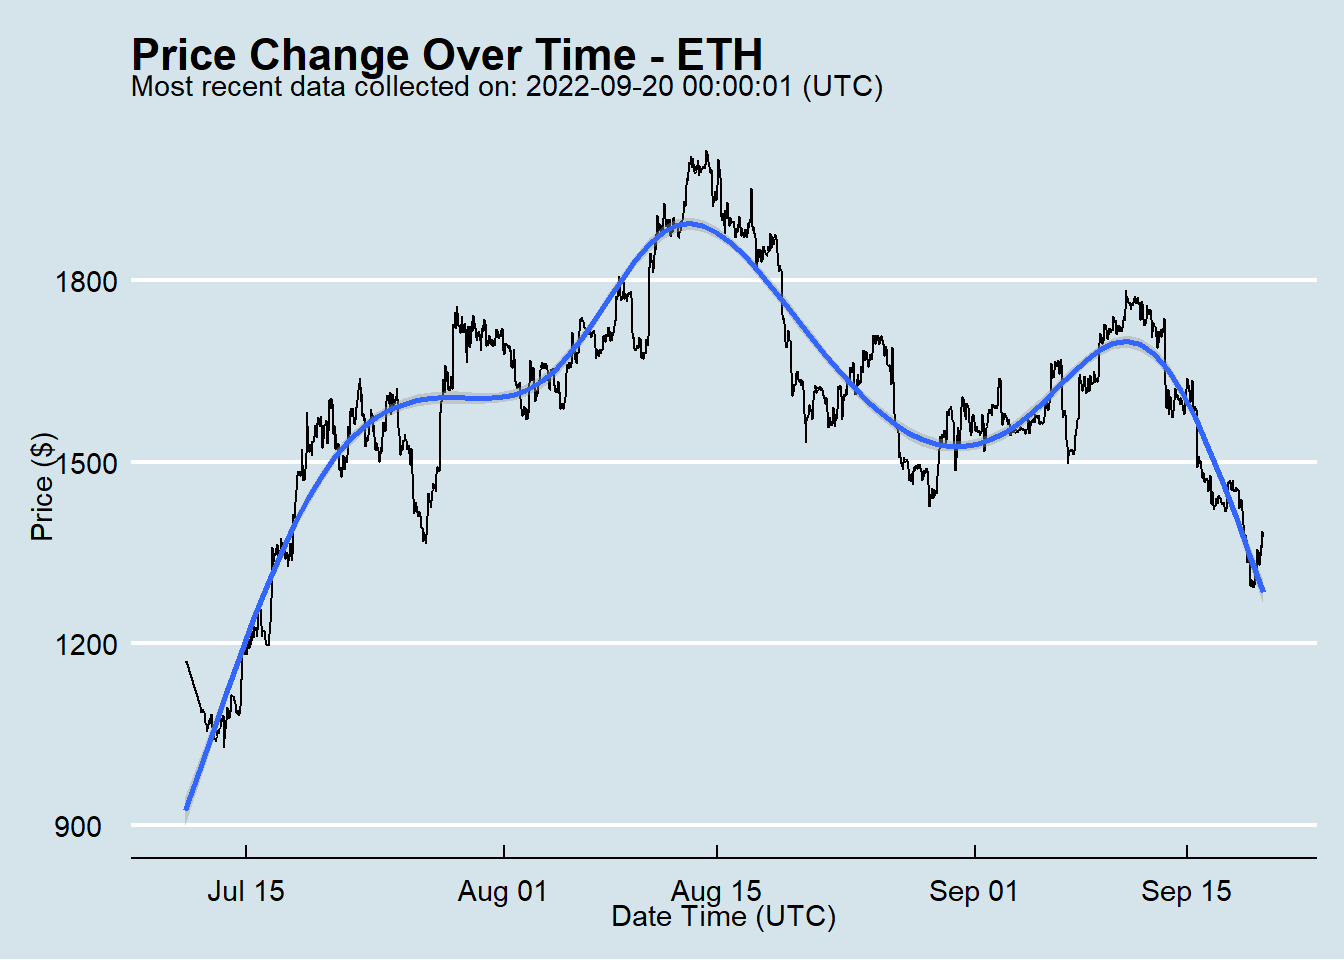 Price Change Over Time - ETH
Most recent data collected on: 2022-09-20 00:00:01 (UTC)
1800
1500
1200
900
Price ($)
Jul 15
Aug 01
Aug 15
Sep 01
Sep 15
Date Time (UTC)